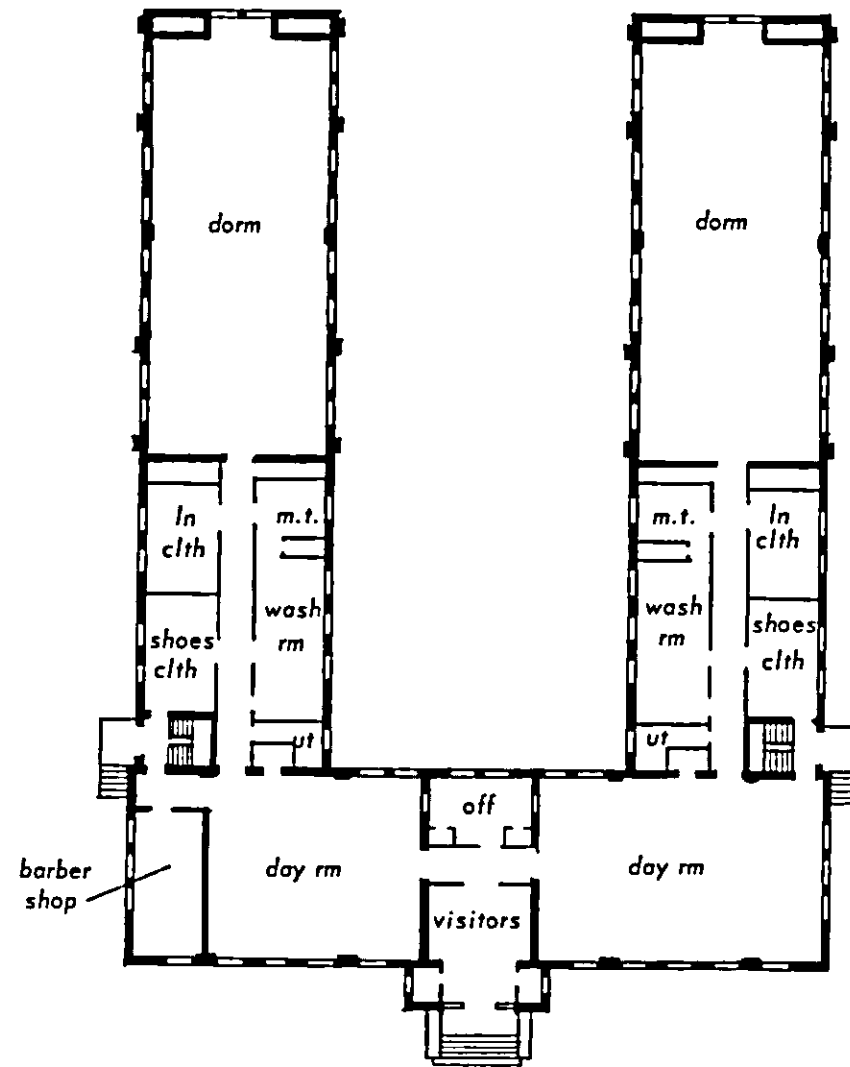 dorm
dorm
ln
clth
m.t.
m.t.
ln
clth
wash
rm
wash
rm
shoes
clth
shoes
clth
ut
ut
off
day rm
day rm
barber
shop
visitors